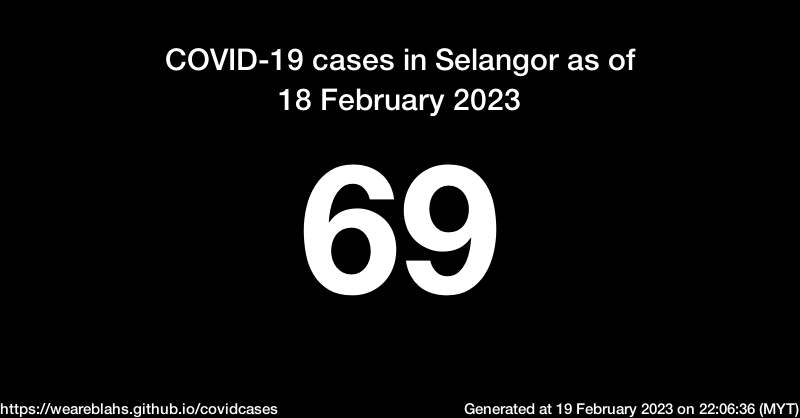 COVID-19 cases in Selangor as of
18 February 2023
69
https://weareblahs.github.io/covidcases
Generated at 19 February 2023 on 22:06:36 (MYT)